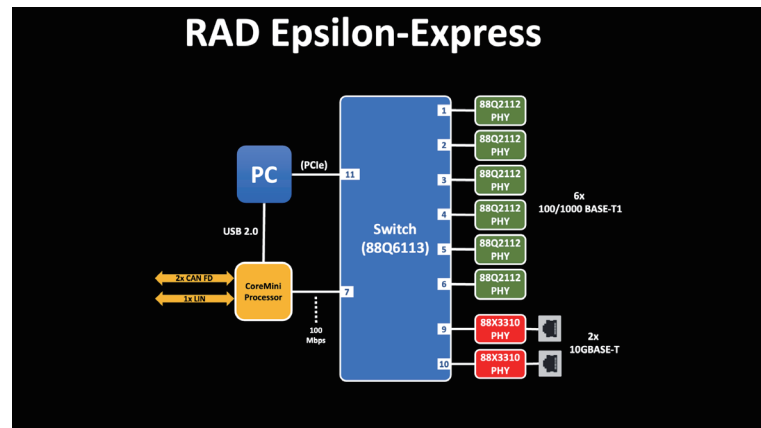 RAD Epsilon-Express
1
88Q2112
PHY
2
88Q2112
PHY
3
88Q2112
PHY
4
88Q2112
PHY
5
88Q2112
PHY
6
88Q2112
PHY
6x
100/1000 BASE-T1
PC
(PCIe)
11
USB 2.0
Switch
(88Q6113)
2x CAN FD
1x LIN
CoreMini
Processor
7
100
Mbps
9
88X3310
PHY
10
88X3310
PHY
2x
10GBASE-T